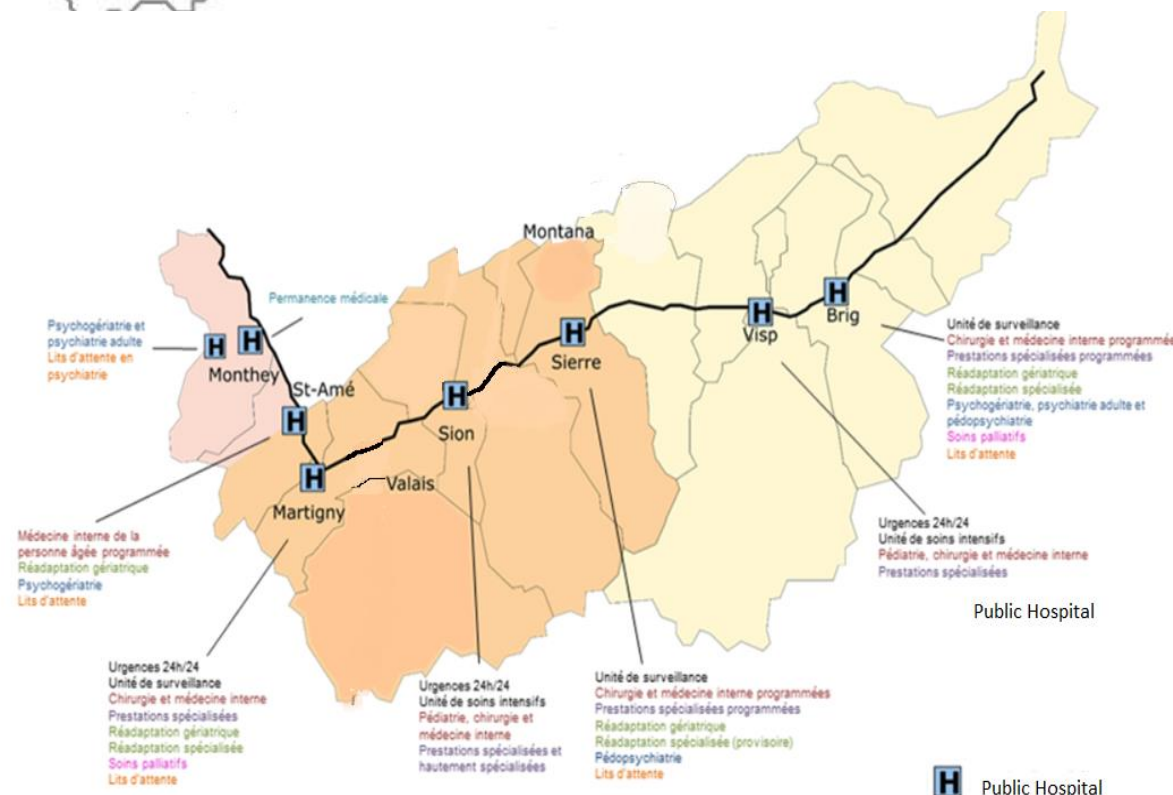 Montana
Permanence médicale
Psychogériatrie et
psychiatrie adulte
Lits d'attente en
psychiatrie
Monthey
St-Amé
Sion
Sierre
Visp
Brig
Valais
Martigny
Unité de surveillance
Chirurgie et médecine interne programmée
Prestations spécialisées programmées
Réadaptation gériatrique
Réadaptation spécialisée
Psychogériatrie, psychiatrie adulte et
pédopsychiatrie
Soins palliatifs
Lits d'attente
Médecine interne de la
personne âgée programmée
Réadaptation gériatrique
Psychogériatrie
Lits d'attente
Urgences 24h/24
Unité de soins intensifs
Pédiatrie, chirurgie et médecine interne
Prestations spécialisées
Public Hospital
Urgences 24h/24
Unité de surveillance
Chirurgie et médecine interne
Prestations spécialisées
Réadaptation gériatrique
Réadaptation spécialisée
Soins palliatifs
Lits d'attente
Urgences 24h/24
Unité de soins intensifs
Pédiatrie, chirurgie et
médecine interne
Prestations spécialisées et
hautement spécialisées
Unité de surveillance
Chirurgie et médecine interne programmées
Prestations spécialisées programmées
Réadaptation gériatrique
Réadaptation spécialisée (provisoire)
Pédopsychiatrie
Lits d'attente
H
H
H
H
H
H
H
H
H Public Hospital